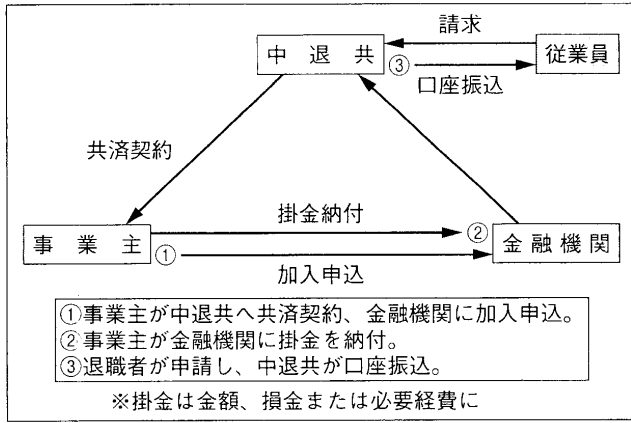 請求
中退共
③
従業員
口座振込
共済契約
掛金納付
②
事業主
①
金融機関
加入申込
①事業主が中退共へ共済契約、金融機関に加入申込。
②事業主が金融機関に掛金を納付。
③退職者が申請し、中退共が口座振込。
※掛金は金額、損金または必要経費に